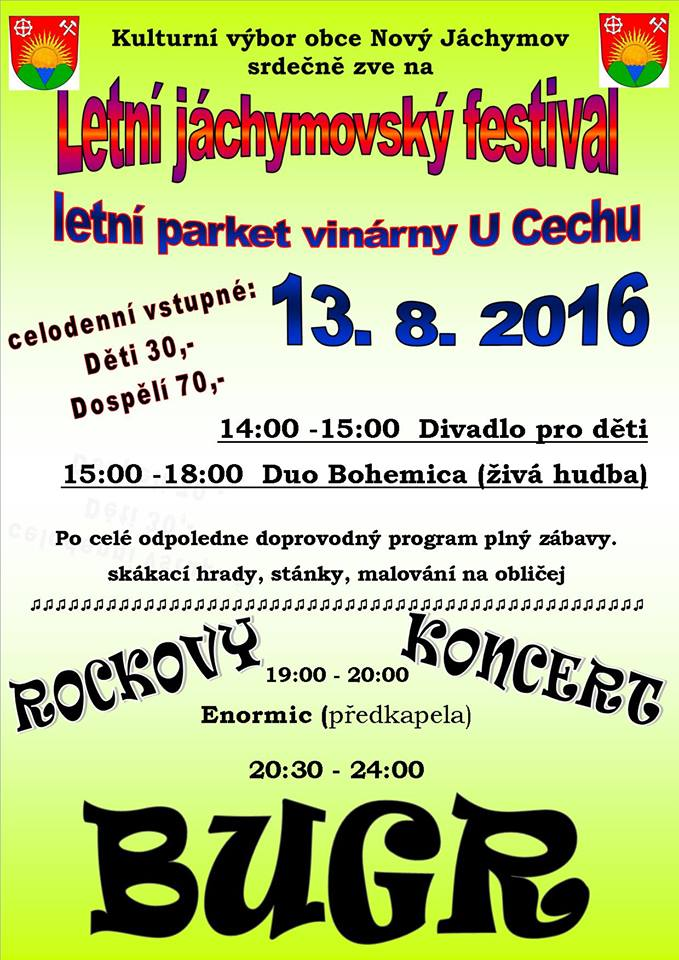 Kulturní výbor obce Nový Jáchymov
srdečně zve na
Letní jáchymovský festival
letní parket vinárny U Cechu
celodenní vstupné:
Děti 30,-
Dospělí 70,-
13. 8. 2016
14:00 -15:00 Divadlo pro děti
15:00 -18:00 Duo Bohemica (živá hudba)
Po celé odpoledne doprovodný program plný zábavy.
skákací hrady, stánky, malování na obličej
ROCKOVÝ KONCERT
19:00 - 20:00
Enormic (předkapela)
20:30 - 24:00
BUGR